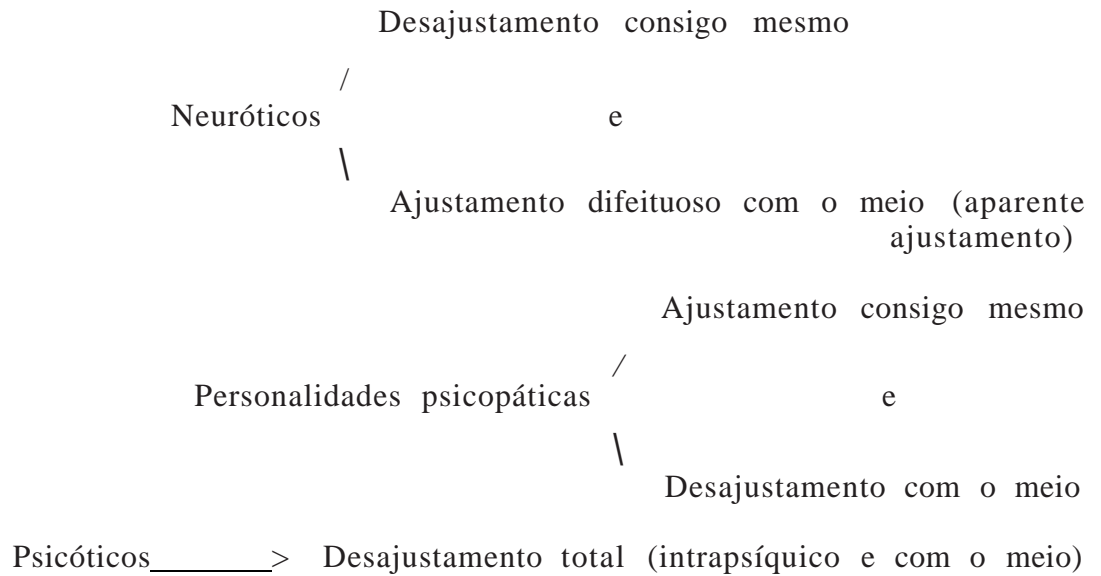 Desajustamento consigo mesmo
/
Neuróticos e
\
Ajustamento difeituoso com o meio (aparente
ajustamento)
Ajustamento consigo mesmo
/
Personalidades psicopáticas e
\
Desajustamento com o meio
Psicóticos_______> Desajustamento total (intrapsíquico e com o meio)